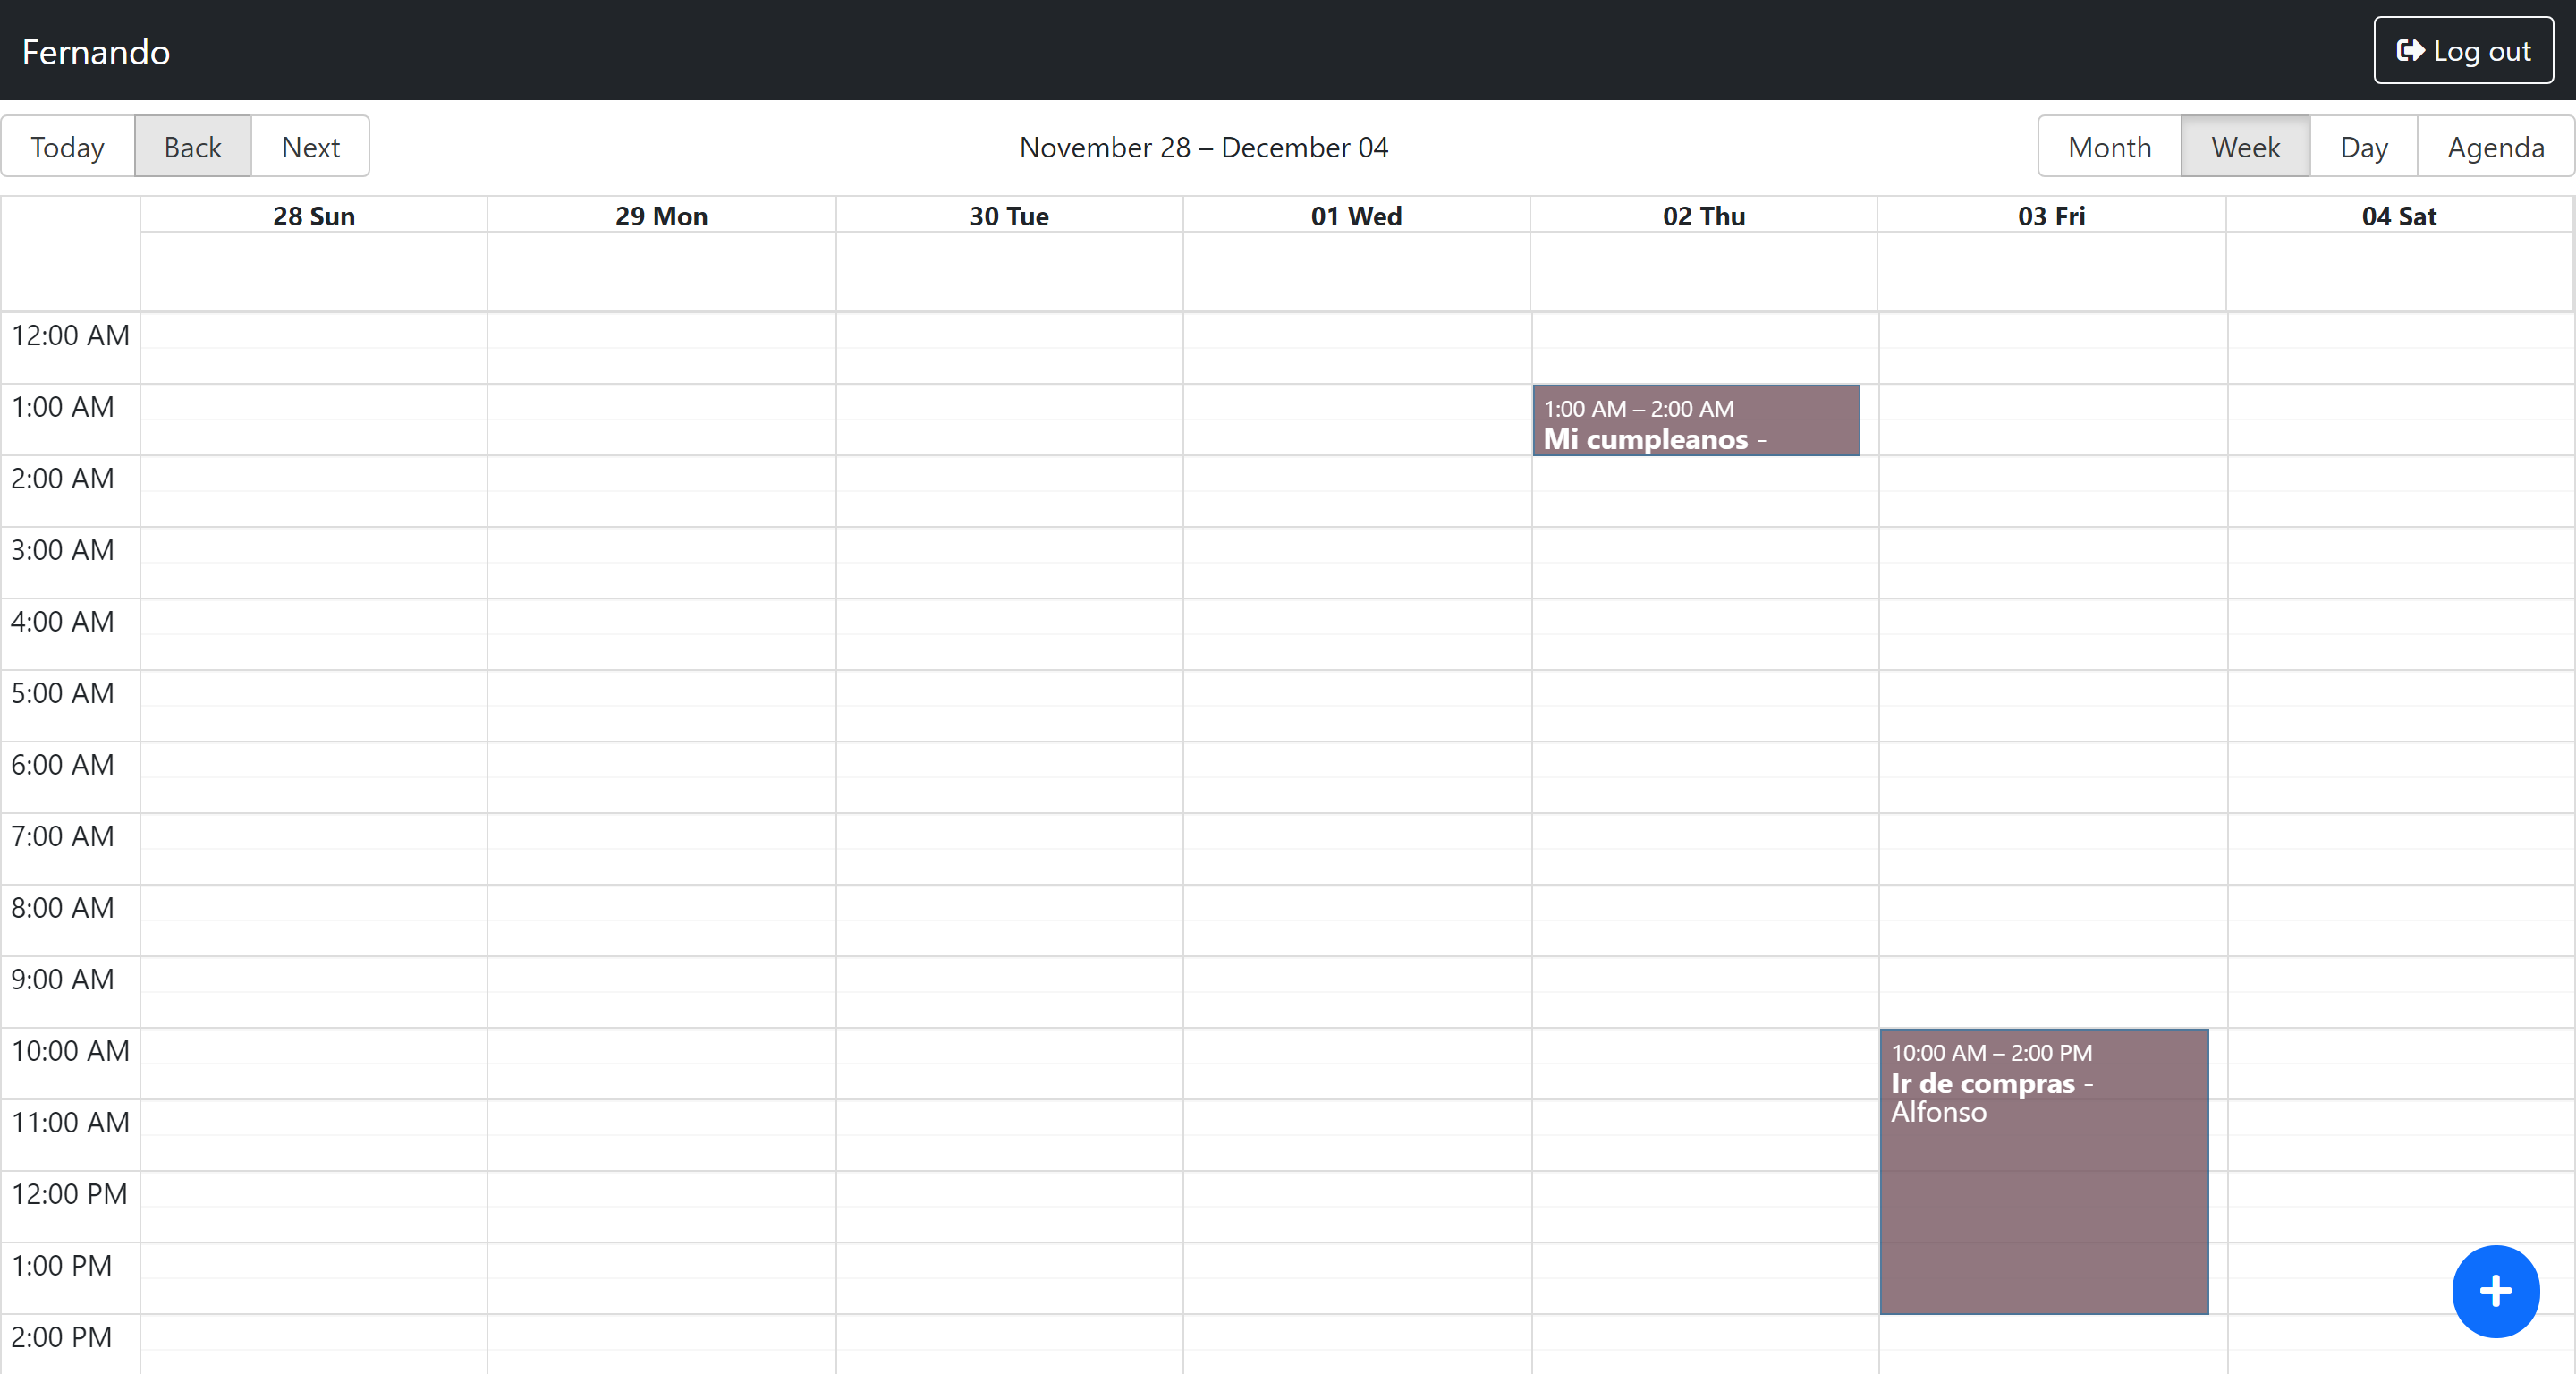 Fernando
Log out
Today Back Next
November 28 – December 04
Month Week Day Agenda
28 Sun 29 Mon 30 Tue 01 Wed 02 Thu 03 Fri 04 Sat
12:00 AM
1:00 AM
1:00 AM – 2:00 AM
Mi cumpleanos -
2:00 AM
3:00 AM
4:00 AM
5:00 AM
6:00 AM
7:00 AM
8:00 AM
9:00 AM
10:00 AM
10:00 AM – 2:00 PM
Ir de compras -
Alfonso
11:00 AM
12:00 PM
1:00 PM
2:00 PM